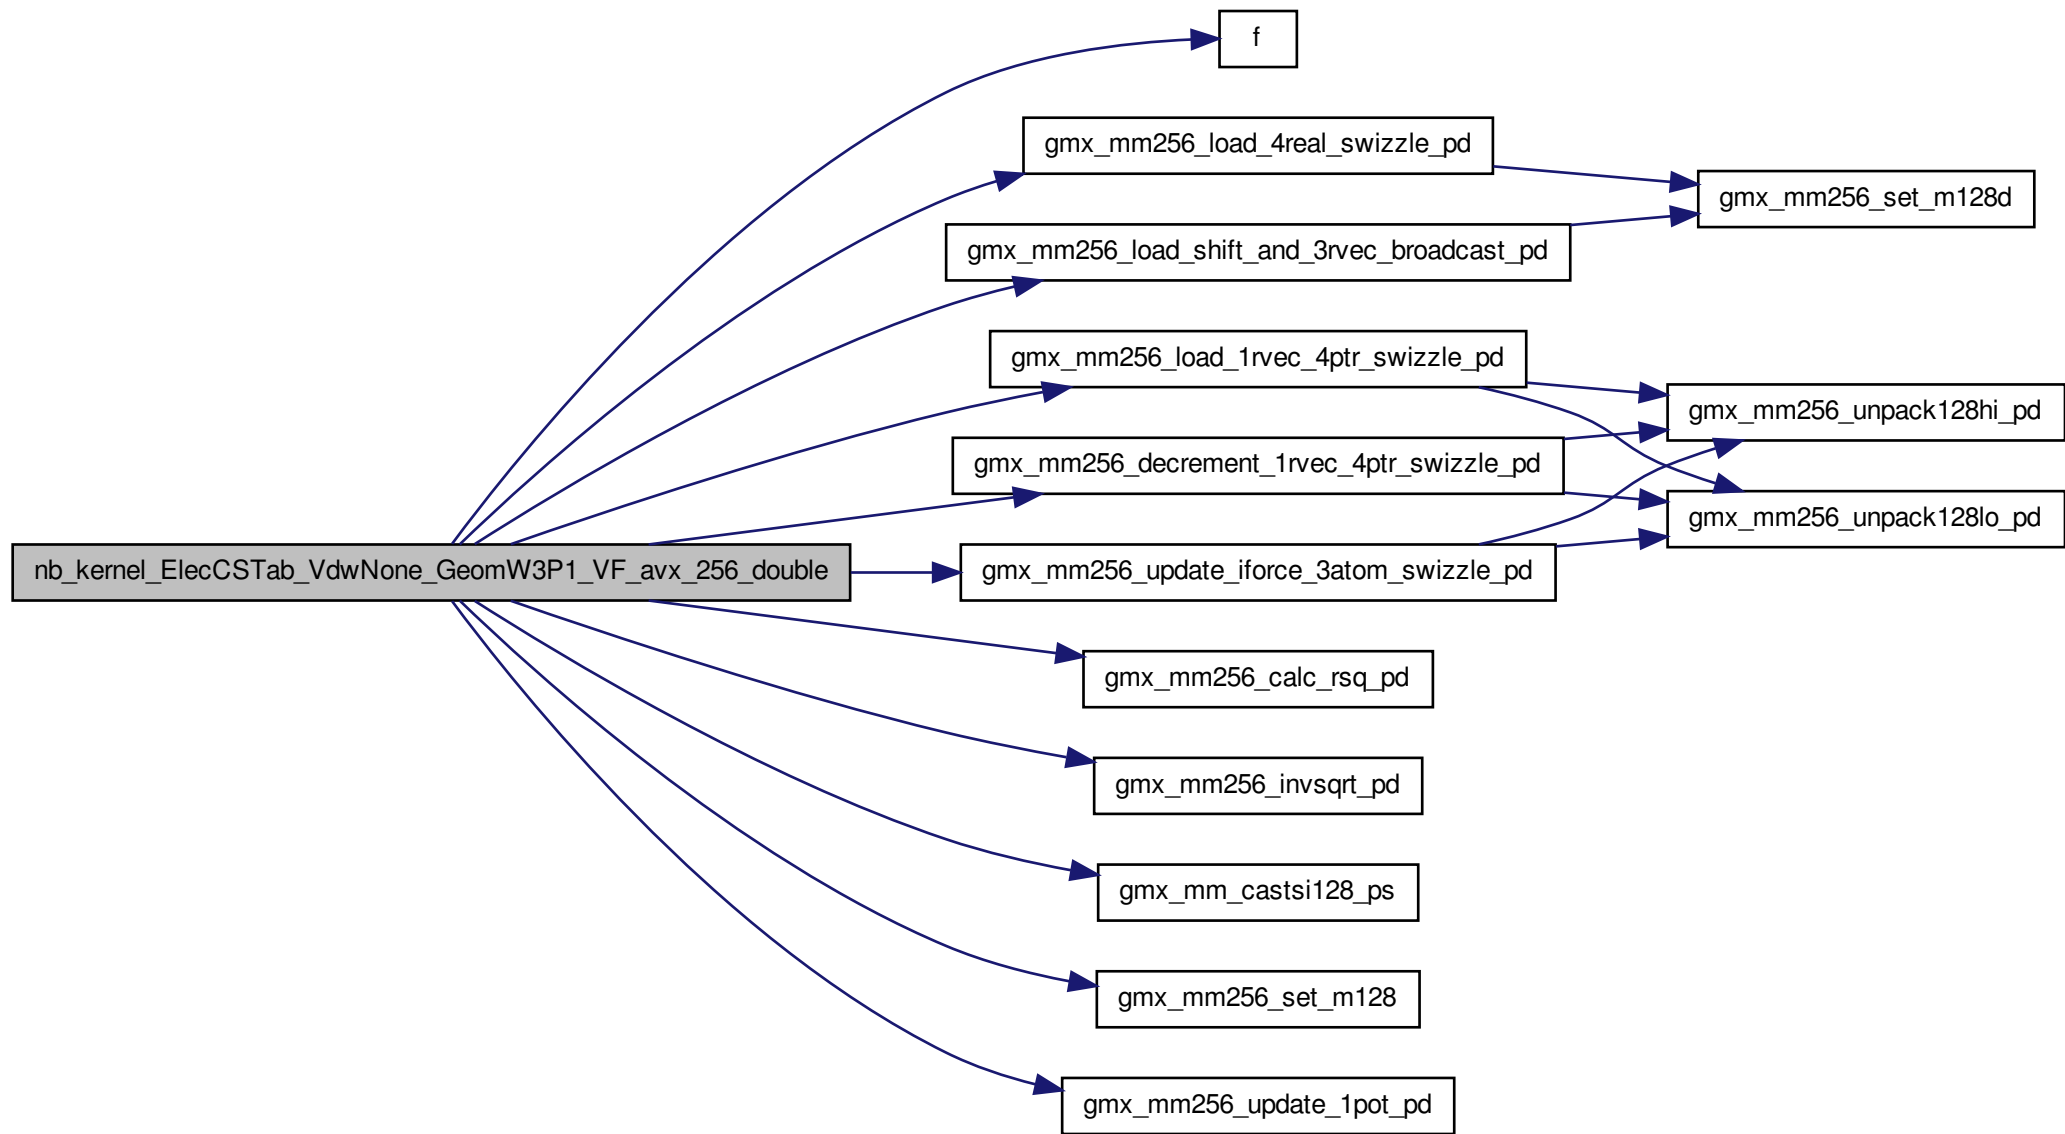 f
gmx_mm256_load_4real_swizzle_pd
gmx_mm256_set_m128d
gmx_mm256_load_shift_and_3rvec_broadcast_pd
gmx_mm256_load_1rvec_4ptr_swizzle_pd
gmx_mm256_unpack128hi_pd
gmx_mm256_decrement_1rvec_4ptr_swizzle_pd
gmx_mm256_unpack128lo_pd
nb_kernel_ElecCSTab_VdwNone_GeomW3P1_VF_avx_256_double
gmx_mm256_update_iforce_3atom_swizzle_pd
gmx_mm256_calc_rsq_pd
gmx_mm256_invsqrt_pd
gmx_mm_castsi128_ps
gmx_mm256_set_m128
gmx_mm256_update_1pot_pd